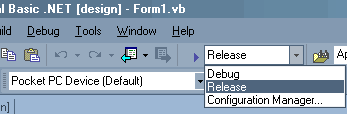 al Basic .NET [design] - Form1.vb
ild Debug Tools Window Help
Release Ap
Debug
Release
Configuration Manager...
Pocket PC Device (Default)
n]